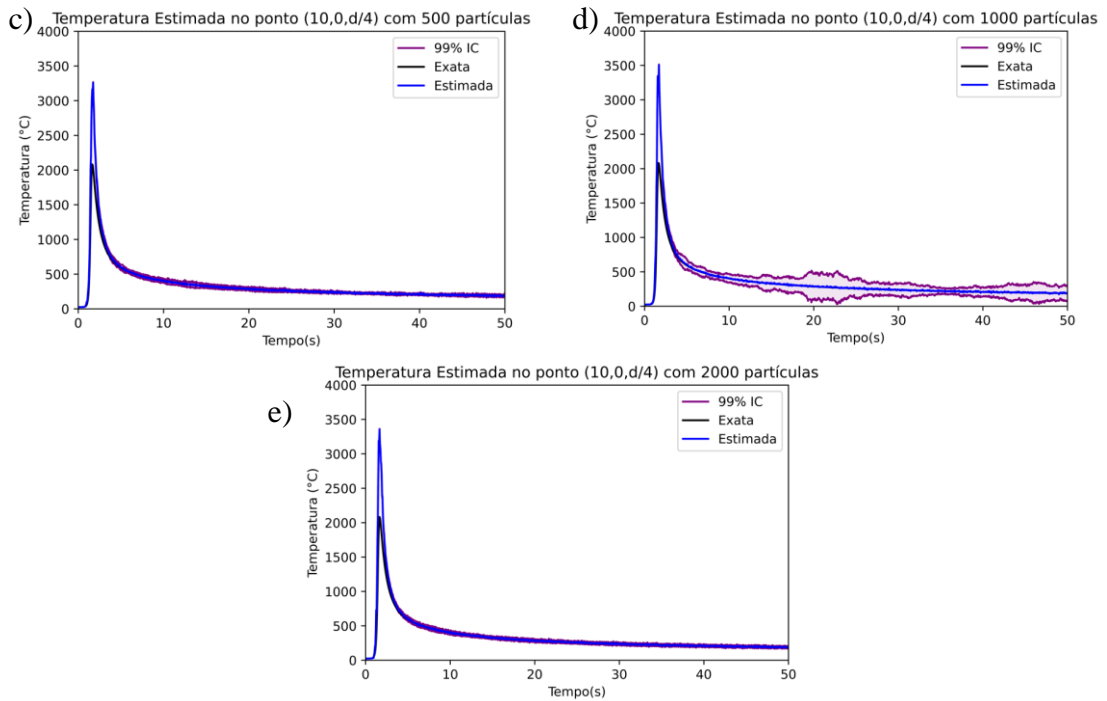 c)
Temperatura Estimada no ponto (10,0,d/4) com 500 partículas
4000
3500
3000
2500
2000
1500
1000
500
0
Temperatura (°C)
99% IC
Exata
Estimada
0 10 20 30 40 50
Tempo(s)
d)
Temperatura Estimada no ponto (10,0,d/4) com 1000 partículas
4000
3500
3000
2500
2000
1500
1000
500
0
Temperatura (°C)
99% IC
Exata
Estimada
0 10 20 30 40 50
Tempo(s)
e)
Temperatura Estimada no ponto (10,0,d/4) com 2000 partículas
4000
3500
3000
2500
2000
1500
1000
500
0
Temperatura (°C)
99% IC
Exata
Estimada
0 10 20 30 40 50
Tempo(s)